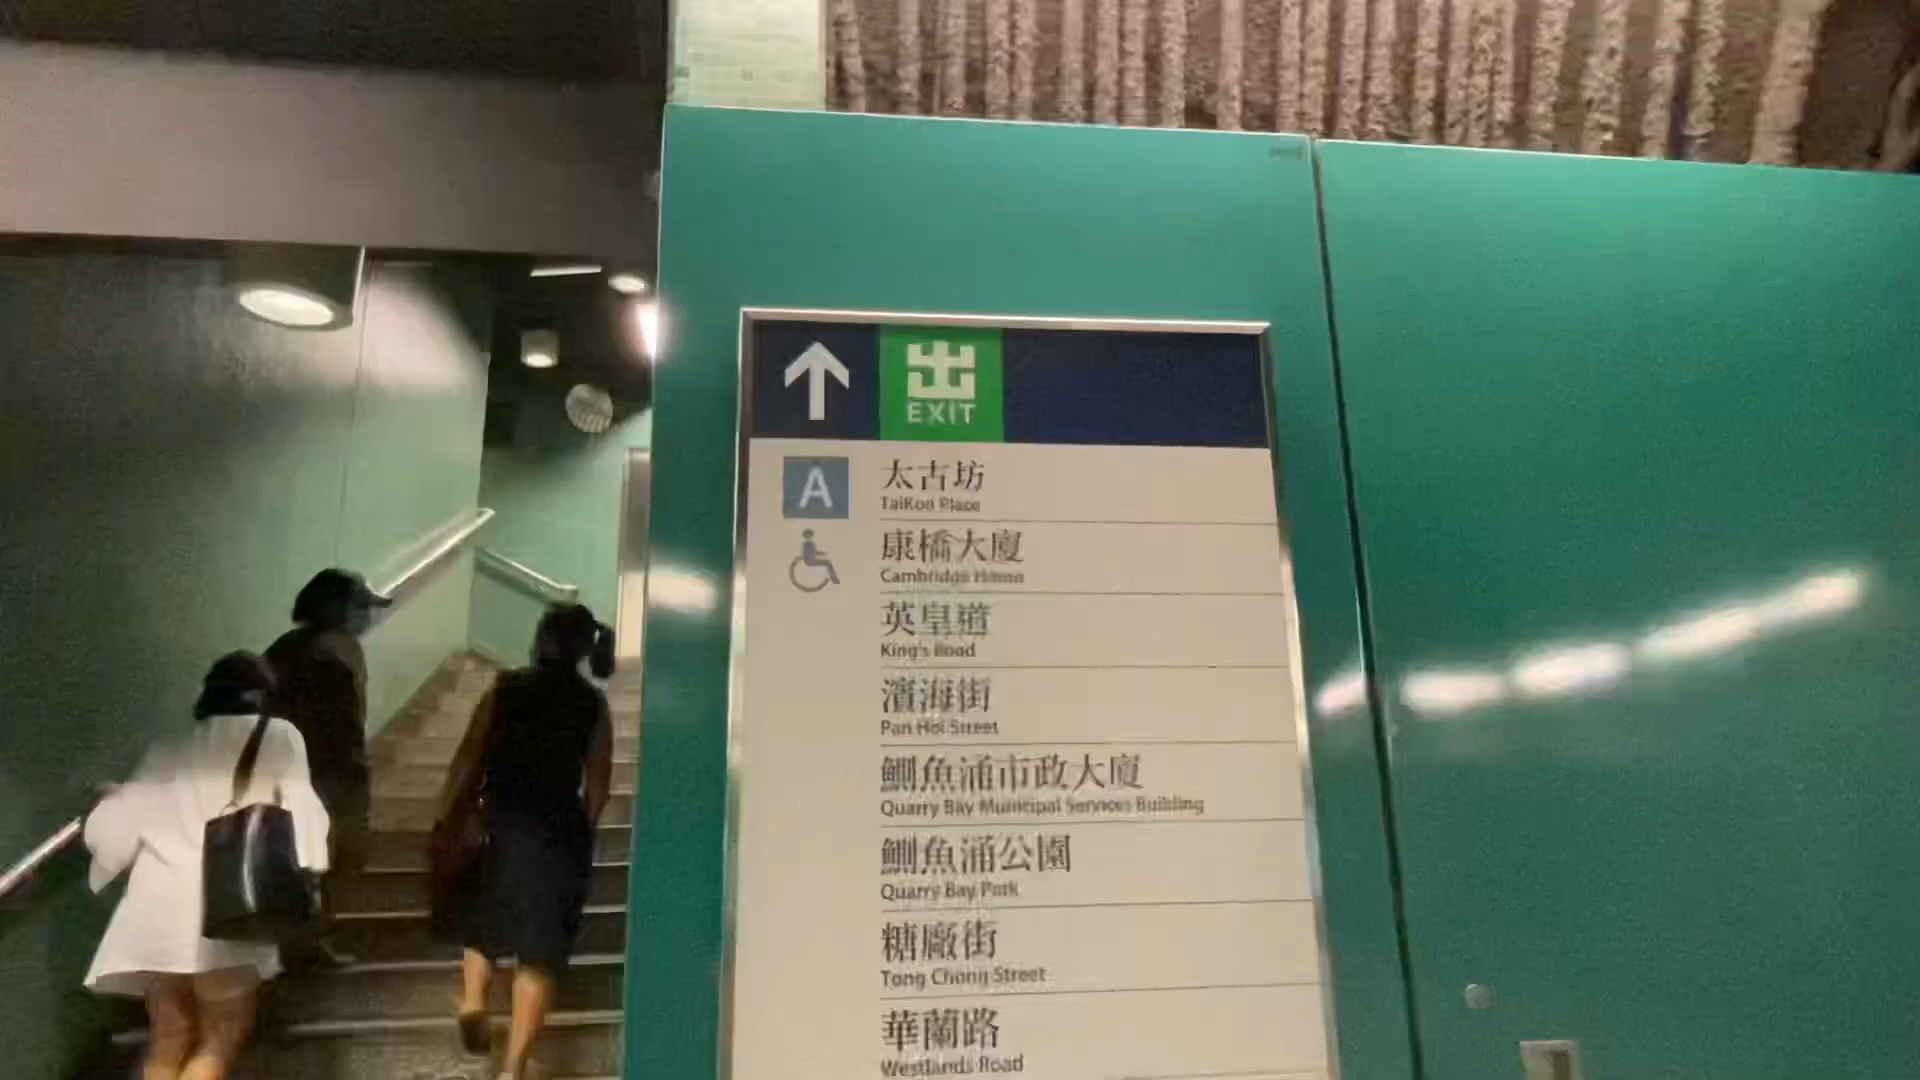 出
EXIT
A
太古坊
TaiKoo Place
康橋大廈
Cambridge House
英皇道
King's Road
濱海街
Pan Hoi Street
鰂魚涌市政大廈
Quarry Bay Municipal Services Building
鰂魚涌公園
Quarry Bay Park
糖廠街
Tong Chong Street
華蘭路
Westlands Road